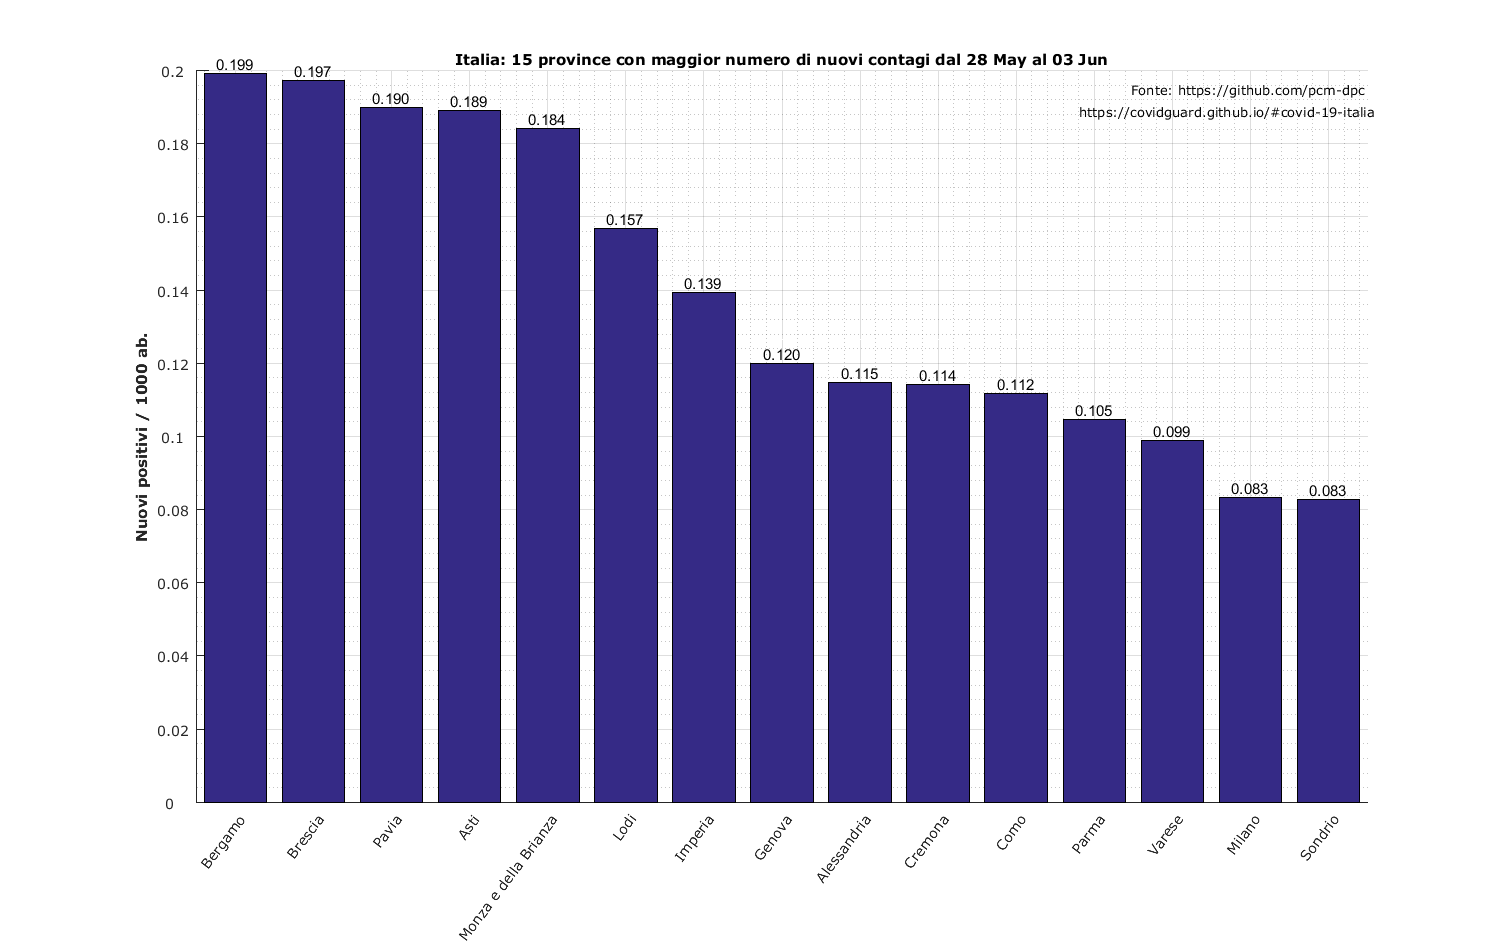 Italia: 15 province con maggior numero di nuovi contagi dal 28 May al 03 Jun
Fonte: https://github.com/pcm-dpc
https://covidguard.github.io/#covid-19-italia
Nuovi positivi / 1000 ab.
0.2
0.18
0.16
0.14
0.12
0.1
0.08
0.06
0.04
0.02
0
0.199
0.197
0.190
0.189
0.184
0.157
0.139
0.120
0.115
0.114
0.112
0.105
0.099
0.083
0.083
Bergamo
Brescia
Pavia
Asti
Monza e della Brianza
Lodi
Imperia
Genova
Alessandria
Cremona
Como
Parma
Varese
Milano
Sondrio